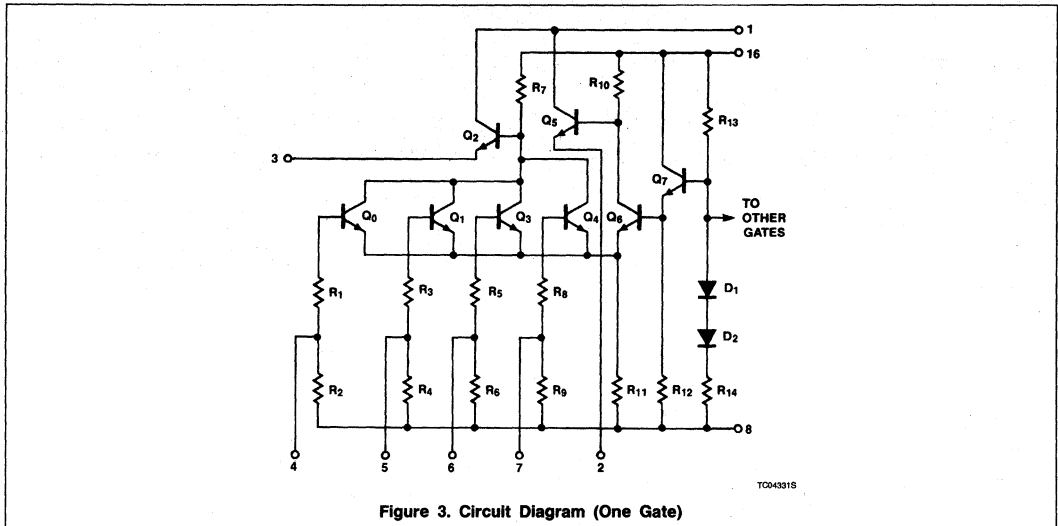 1
16
R7
R10
Q5
R13
Q2
3
Q7
TO
OTHER
GATES
Q0
Q1
Q3
Q4
Q6
D1
R1
R3
R5
R8
D2
R2
R4
R6
R9
R11
R12
R14
8
4
5
6
7
2
TC04331S
Figure 3. Circuit Diagram (One Gate)